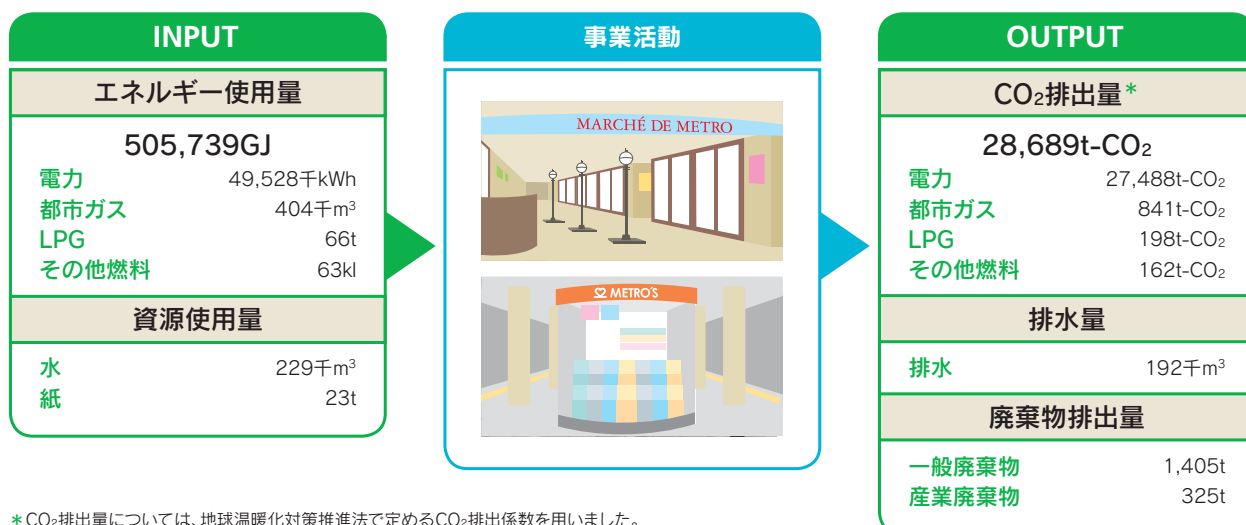 INPUT
エネルギー使用量
505,739GJ
電力 49,528千kWh
都市ガス 404千m³
LPG 66t
その他燃料 63kl
資源使用量
水 229千m³
紙 23t
事業活動
MARCHÉ DE METRO
METRO'S
OUTPUT
CO₂排出量*
28,689t-CO₂
電力 27,488t-CO₂
都市ガス 841t-CO₂
LPG 198t-CO₂
その他燃料 162t-CO₂
排水量
排水 192千m³
廃棄物排出量
一般廃棄物 1,405t
産業廃棄物 325t
*CO₂排出量については、地球温暖化対策推進法で定めるCO₂排出係数を用いました。